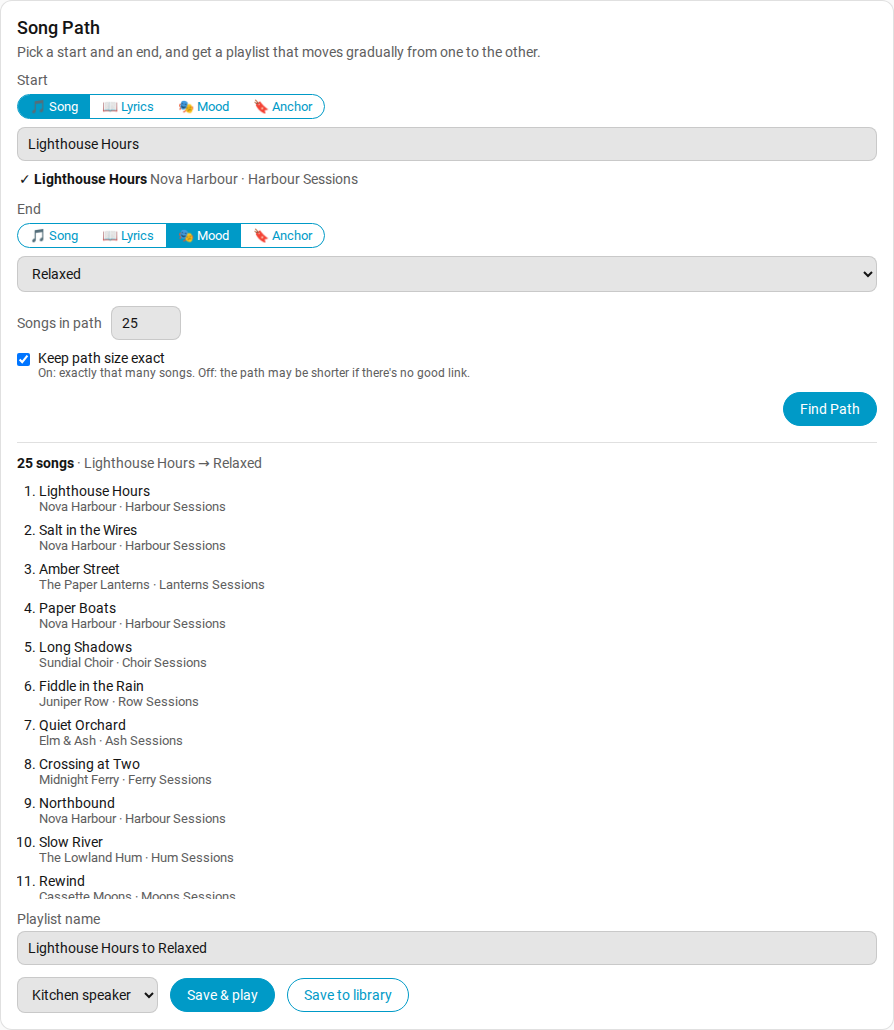 Song Path
Pick a start and an end, and get a playlist that moves gradually from one to the other.
Start
Song Lyrics Mood Anchor
Lighthouse Hours
✓ Lighthouse Hours Nova Harbour · Harbour Sessions
End
Song Lyrics Mood Anchor
Relaxed
Songs in path 25
Keep path size exact
On: exactly that many songs. Off: the path may be shorter if there's no good link.
Find Path
25 songs · Lighthouse Hours → Relaxed
1. Lighthouse Hours
Nova Harbour · Harbour Sessions
2. Salt in the Wires
Nova Harbour · Harbour Sessions
3. Amber Street
The Paper Lanterns · Lanterns Sessions
4. Paper Boats
Nova Harbour · Harbour Sessions
5. Long Shadows
Sundial Choir · Choir Sessions
6. Fiddle in the Rain
Juniper Row · Row Sessions
7. Quiet Orchard
Elm & Ash · Ash Sessions
8. Crossing at Two
Midnight Ferry · Ferry Sessions
9. Northbound
Nova Harbour · Harbour Sessions
10. Slow River
The Lowland Hum · Hum Sessions
11. Rewind
Cassette Moons · Moons Sessions
Playlist name
Lighthouse Hours to Relaxed
Kitchen speaker Save & play Save to library